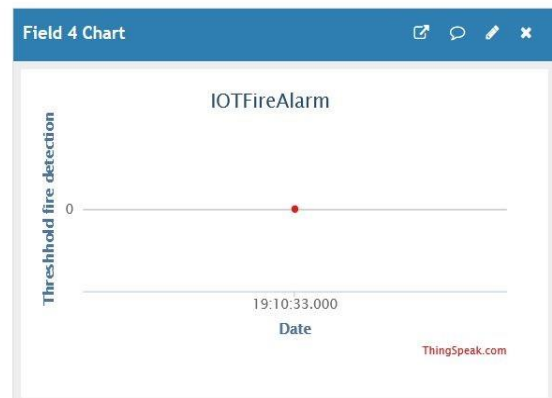 Field 4 Chart
IOTFireAlarm
Threshhold fire detection
0
19:10:33.000
Date
ThingSpeak.com